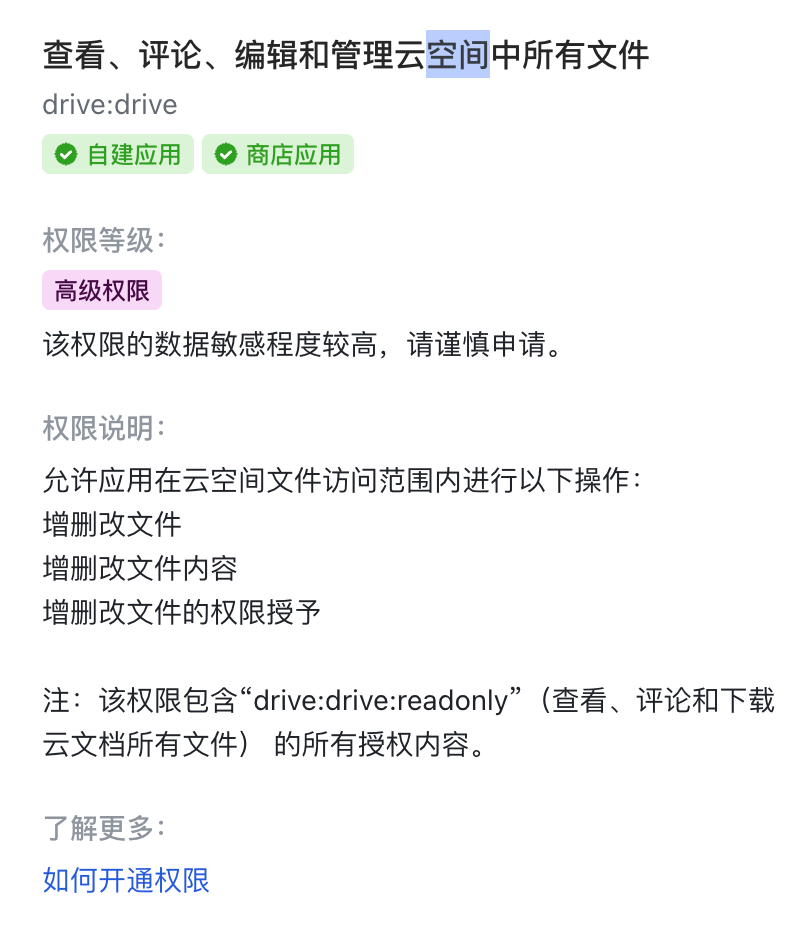 查看、评论、编辑和管理云空间中所有文件
drive:drive
自建应用 商店应用
权限等级：
高级权限
该权限的数据敏感程度较高，请谨慎申请。
权限说明：
允许应用在云空间文件访问范围内进行以下操作：
增删改文件
增删改文件内容
增删改文件的权限授予
注：该权限包含“drive:drive:readonly”（查看、评论和下载
云文档所有文件） 的所有授权内容。
了解更多：
如何开通权限